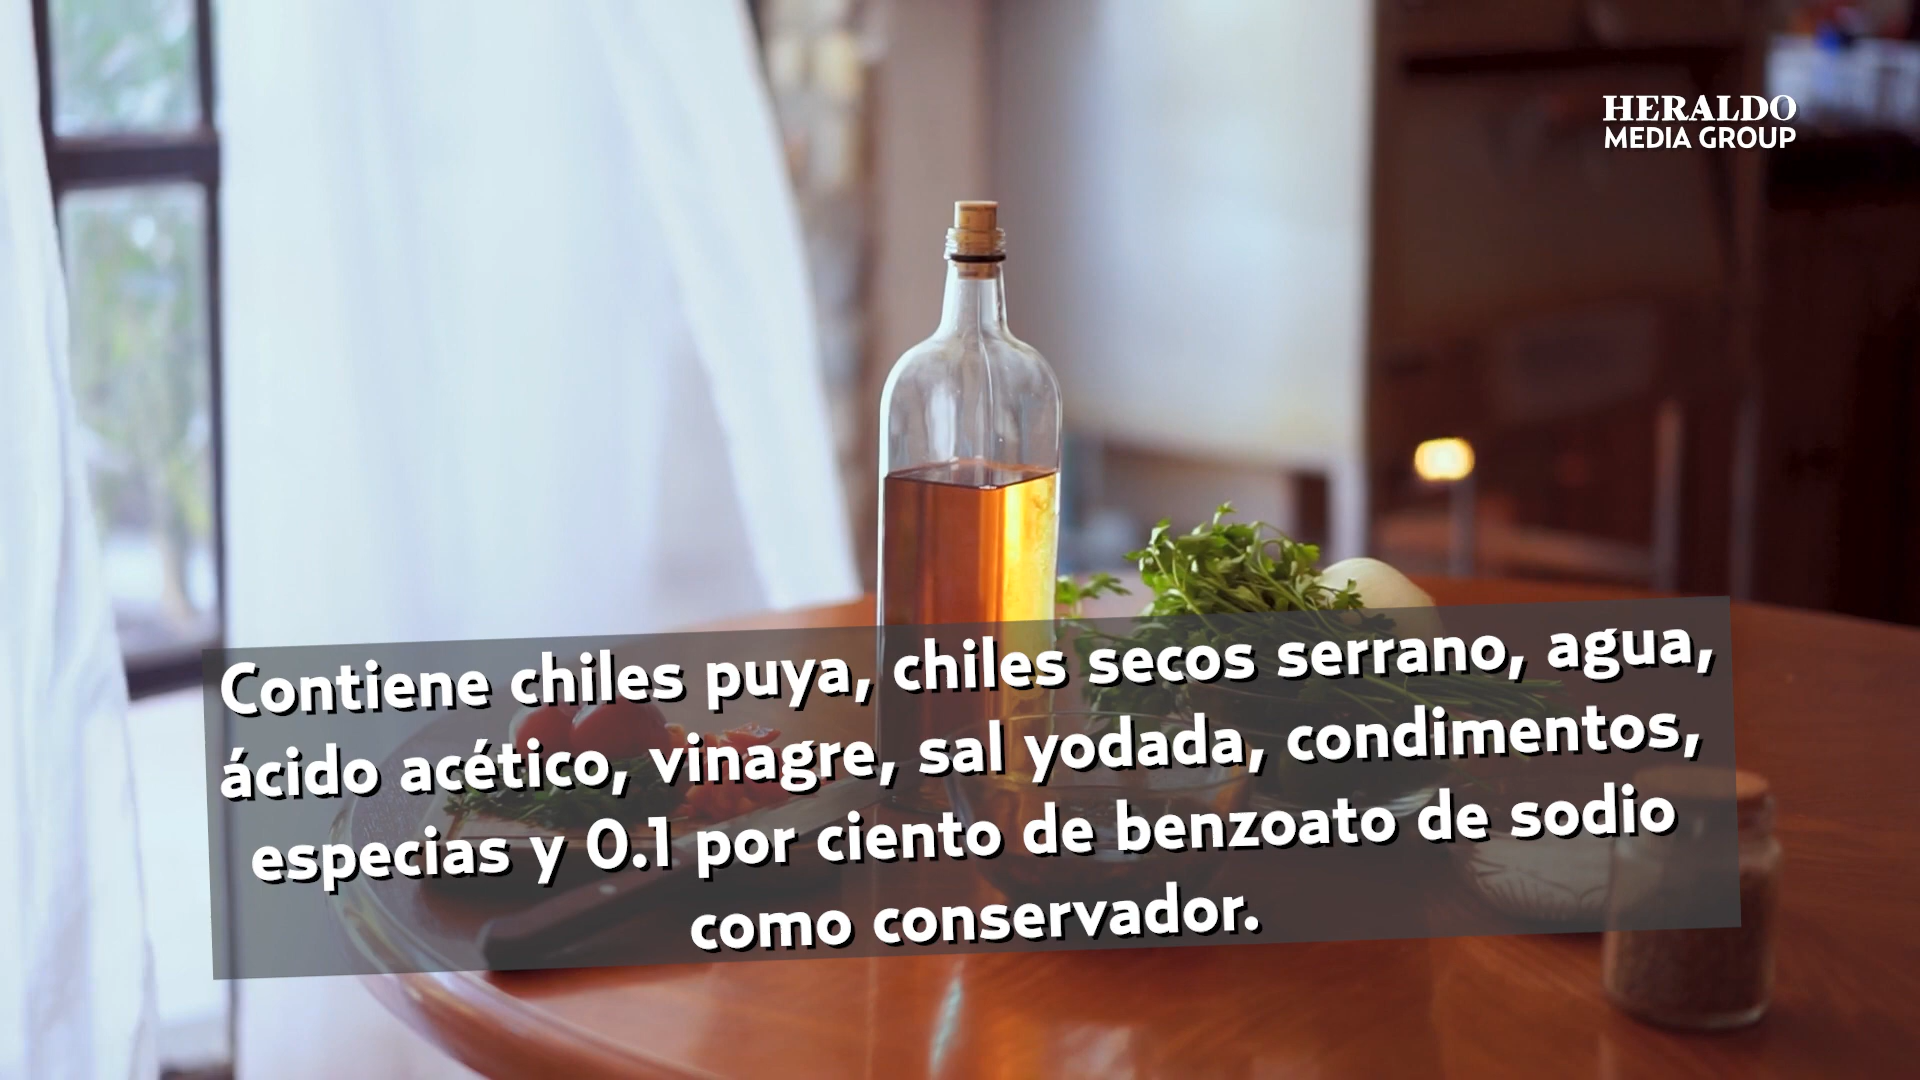 HERALDO
MEDIA GROUP
Contiene chiles puya, chiles secos serrano, agua,
ácido acético, vinagre, sal yodada, condimentos,
especias y 0.1 por ciento de benzoato de sodio
como conservador.